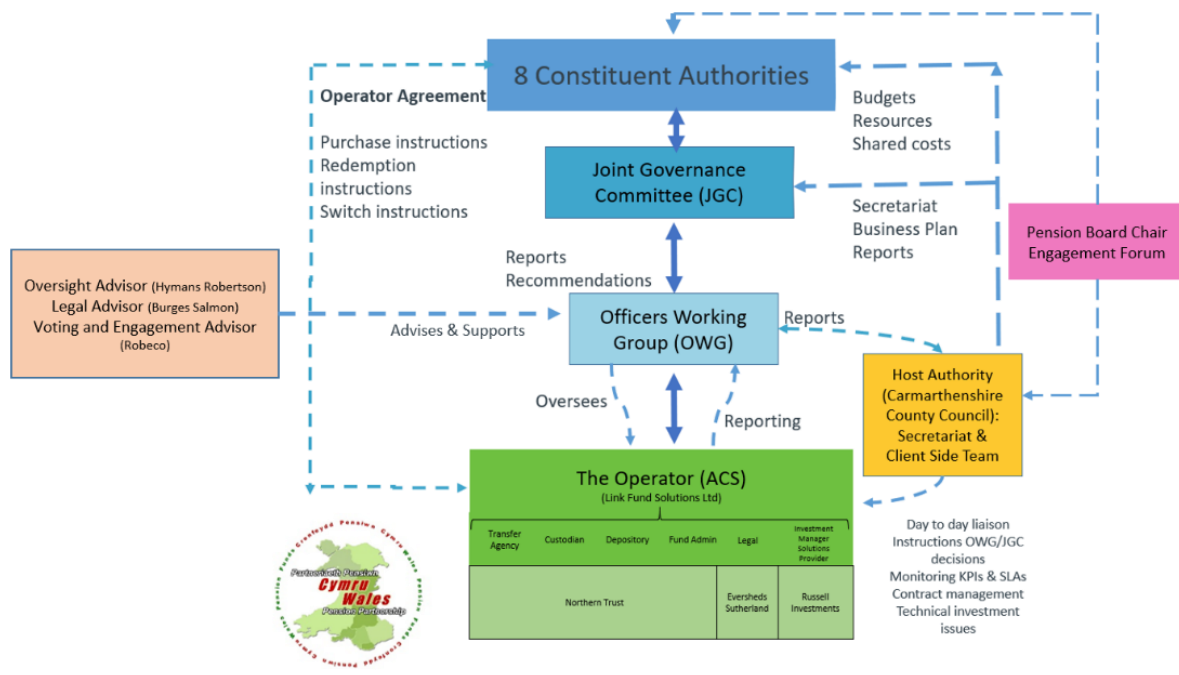 8 Constituent Authorities
Operator Agreement
Purchase instructions
Redemption
instructions
Switch instructions
Budgets
Resources
Shared costs
Joint Governance
Committee (JGC)
Secretariat
Business Plan
Reports
Pension Board Chair
Engagement Forum
Reports
Recommendations
Oversight Advisor (Hymans Robertson)
Legal Advisor (Burges Salmon)
Voting and Engagement Advisor
(Robeco)
Advises & Supports
Officers Working
Group (OWG)
Reports
Host Authority
(Carmarthenshire
County Council):
Secretariat &
Client Side Team
Oversees
Reporting
The Operator (ACS)
(Link Fund Solutions Ltd)
Transfer
Agency
Custodian
Depository
Fund Admin
Legal
Investment
Manager
Solutions
Provider
Northern Trust
Eversheds
Sutherland
Russell
Investments
Day to day liaison
Instructions OWG/JGC
decisions
Monitoring KPIs & SLAs
Contract management
Technical investment
issues
Partneriaeth Pensiwn
Cymru
Wales
Pension Partnership